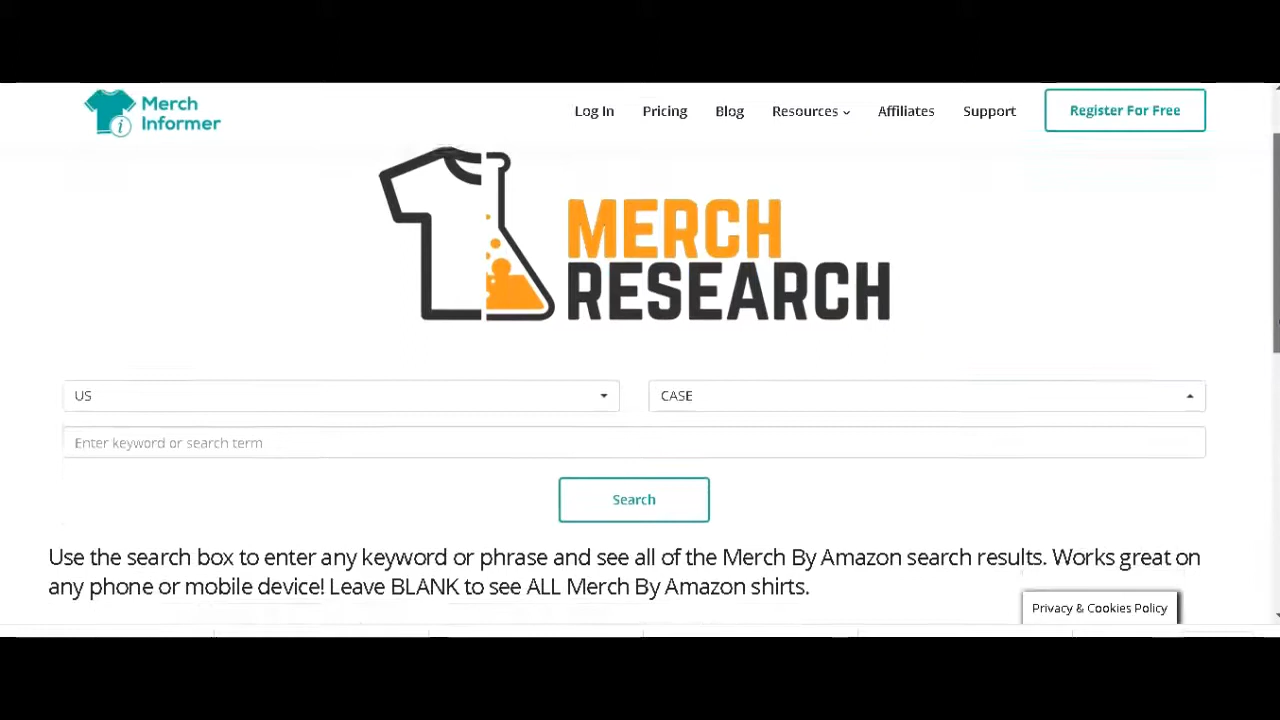 Merch
Informer
Log In Pricing Blog Resources Affiliates Support Register For Free
MERCH
RESEARCH
US CASE
Enter keyword or search term
Search
Use the search box to enter any keyword or phrase and see all of the Merch By Amazon search results. Works great on
any phone or mobile device! Leave BLANK to see ALL Merch By Amazon shirts.
Privacy & Cookies Policy